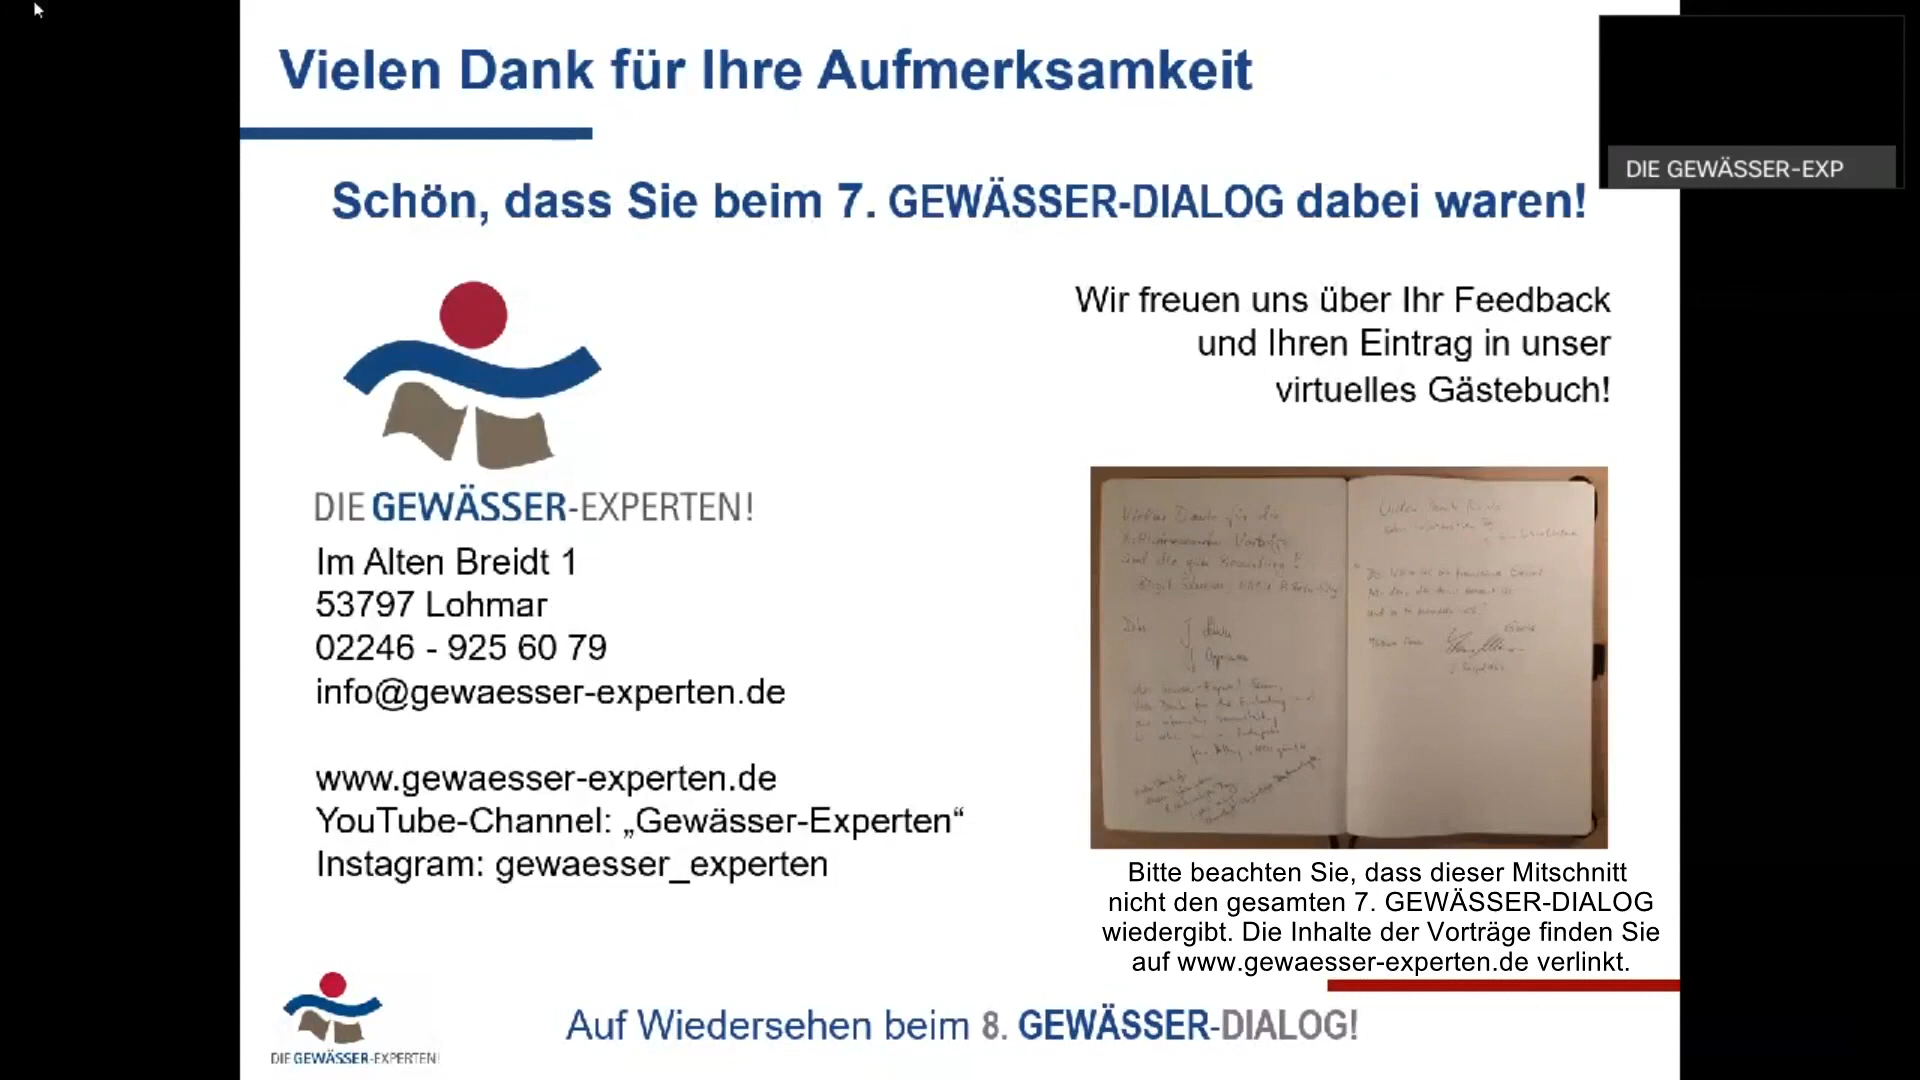 Vielen Dank für Ihre Aufmerksamkeit
DIE GEWÄSSER-EXP
Schön, dass Sie beim 7. GEWÄSSER-DIALOG dabei waren!
Wir freuen uns über Ihr Feedback
und Ihren Eintrag in unser
virtuelles Gästebuch!
DIE GEWÄSSER-EXPERTEN!
Im Alten Breidt 1
53797 Lohmar
02246 - 925 60 79
info@gewaesser-experten.de
www.gewaesser-experten.de
YouTube-Channel: „Gewässer-Experten“
Instagram: gewaesser_experten
Vielen Dank für die
Bitte beachten Sie, dass dieser Mitschnitt
nicht den gesamten 7. GEWÄSSER-DIALOG
wiedergibt. Die Inhalte der Vorträge finden Sie
auf www.gewaesser-experten.de verlinkt.
DIE GEWÄSSER-EXPERTEN!
Auf Wiedersehen beim 8. GEWÄSSER-DIALOG!